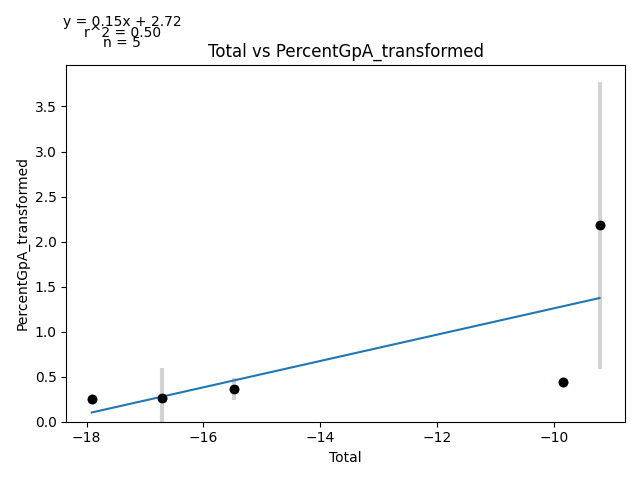 y = 0.15x + 2.72
r^2 = 0.50
n = 5
Total vs PercentGpA_transformed
PercentGpA_transformed
3.5
3.0
2.5
2.0
1.5
1.0
0.5
0.0
−18
−16
−14
−12
−10
Total